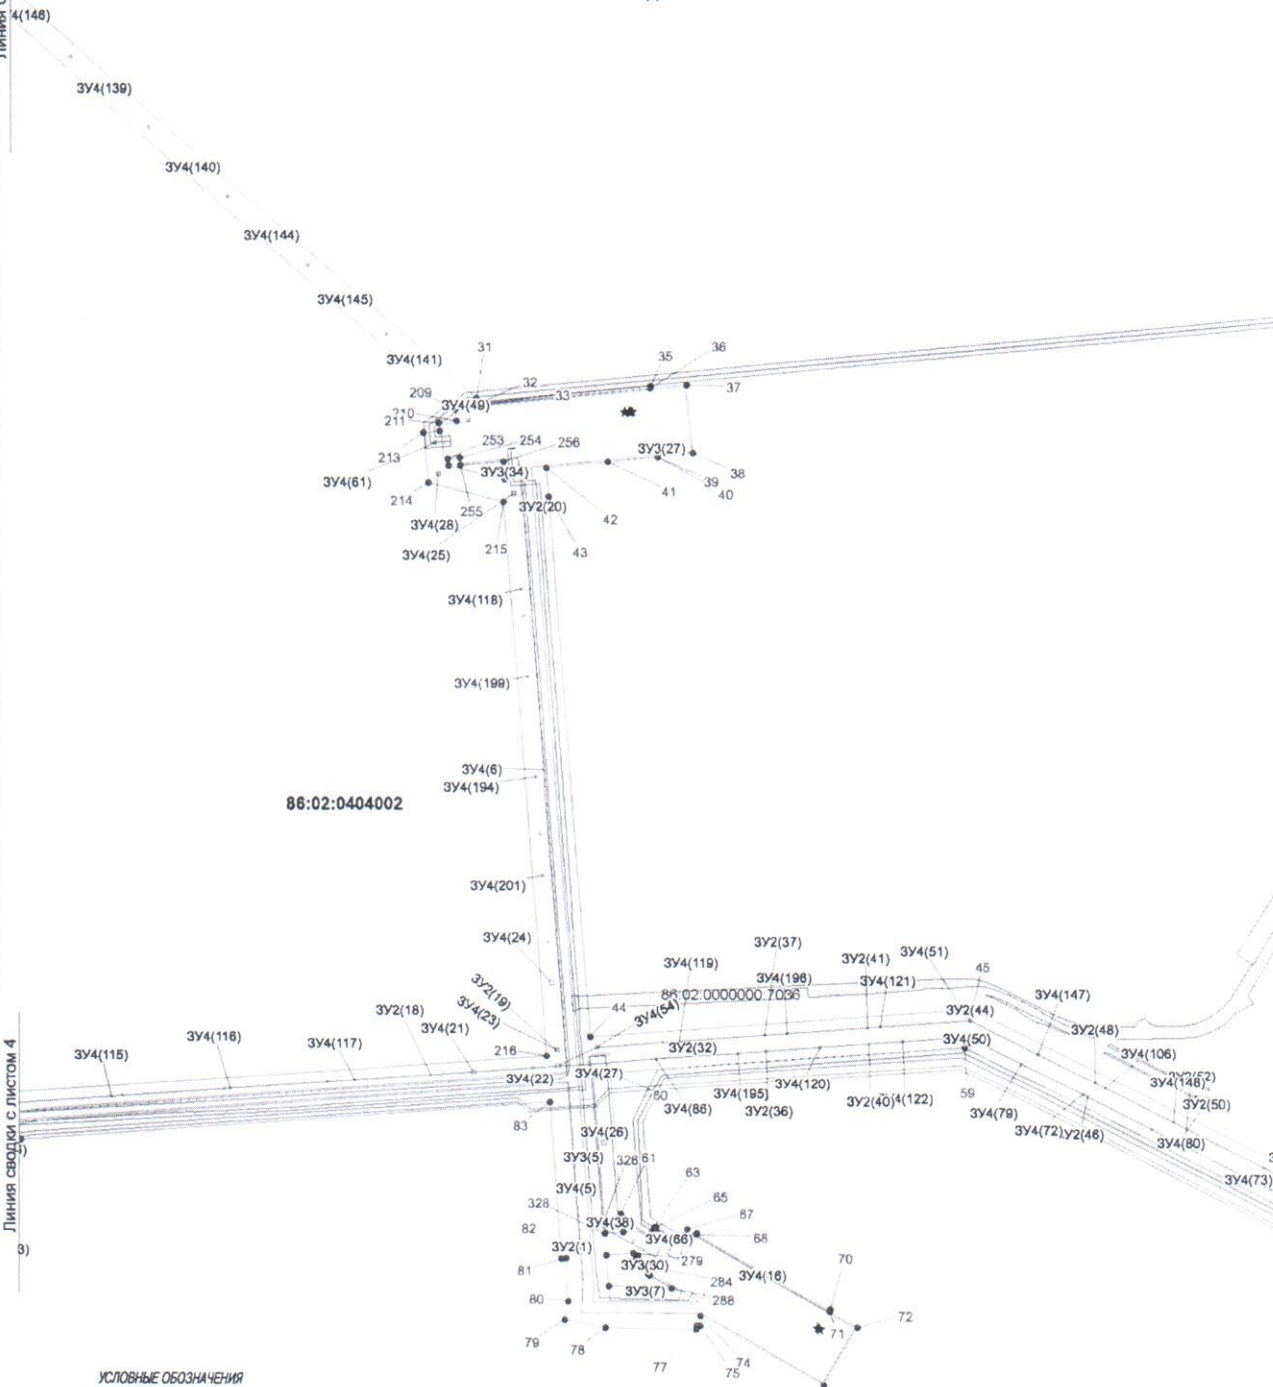 4(146)
ЗУ4(139)
ЗУ4(140)
ЗУ4(144)
ЗУ4(145)
ЗУ4(141)
31
35
36
209
32
33
37
210
ЗУ4(49)
211
253
254
256
ЗУ3(27)
38
213
ЗУ3(34)
39
ЗУ4(61)
41
40
214
255
ЗУ2(20)
42
ЗУ4(28)
215
43
ЗУ4(25)
ЗУ4(118)
ЗУ4(199)
ЗУ4(6)
ЗУ4(194)
86:02:0404002
ЗУ4(201)
ЗУ4(24)
ЗУ2(37)
ЗУ4(51)
ЗУ4(119)
ЗУ2(41)
45
ЗУ4(196)
ЗУ4(121)
ЗУ2(19)
86:02:0000000:7036
ЗУ4(147)
ЗУ4(23)
44
ЗУ4(54)
ЗУ2(44)
ЗУ2(18)
ЗУ2(48)
ЗУ4(21)
ЗУ4(116)
ЗУ4(117)
216
ЗУ2(32)
ЗУ4(50)
ЗУ4(106)
ЗУ4(115)
ЗУ4(22)
ЗУ4(27)
ЗУ4(120)
ЗУ4(148)
60
ЗУ4(195)
59
ЗУ4(86)
ЗУ2(36)
ЗУ2(40)
4(122)
ЗУ2(50)
83
ЗУ4(79)
ЗУ4(72)
У2(46)
ЗУ4(80)
ЗУ4(26)
ЗУ3(5)
326
61
63
ЗУ4(73)
ЗУ4(5)
65
328
67
82
ЗУ4(38)
68
ЗУ4(66)
ЗУ2(1)
279
81
ЗУ3(30)
284
ЗУ4(16)
70
80
ЗУ3(7)
288
79
71
72
78
74
77
75
Линия сводки с листом 4
3)
УСЛОВНЫЕ ОБОЗНАЧЕНИЯ